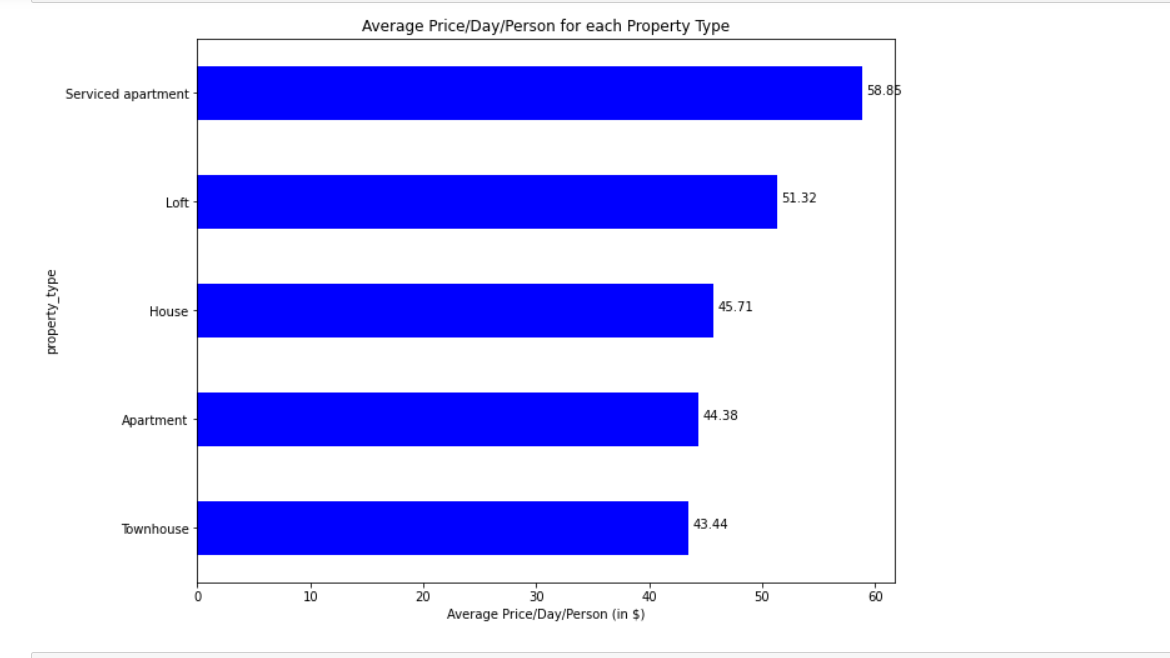 Average Price/Day/Person for each Property Type
Serviced apartment
58.85
Loft
51.32
property_type
House
45.71
Apartment
44.38
Townhouse
43.44
0 10 20 30 40 50 60
Average Price/Day/Person (in $)